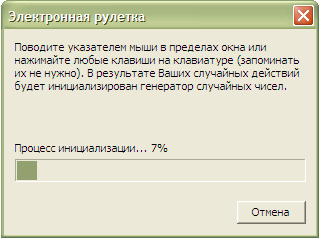 Электронная рулетка
Поводите указателем мыши в пределах окна или
нажимайте любые клавиши на клавиатуре (запоминать
их не нужно). В результате Ваших случайных действий
будет инициализирован генератор случайных чисел.
Процесс инициализации... 7%
Отмена